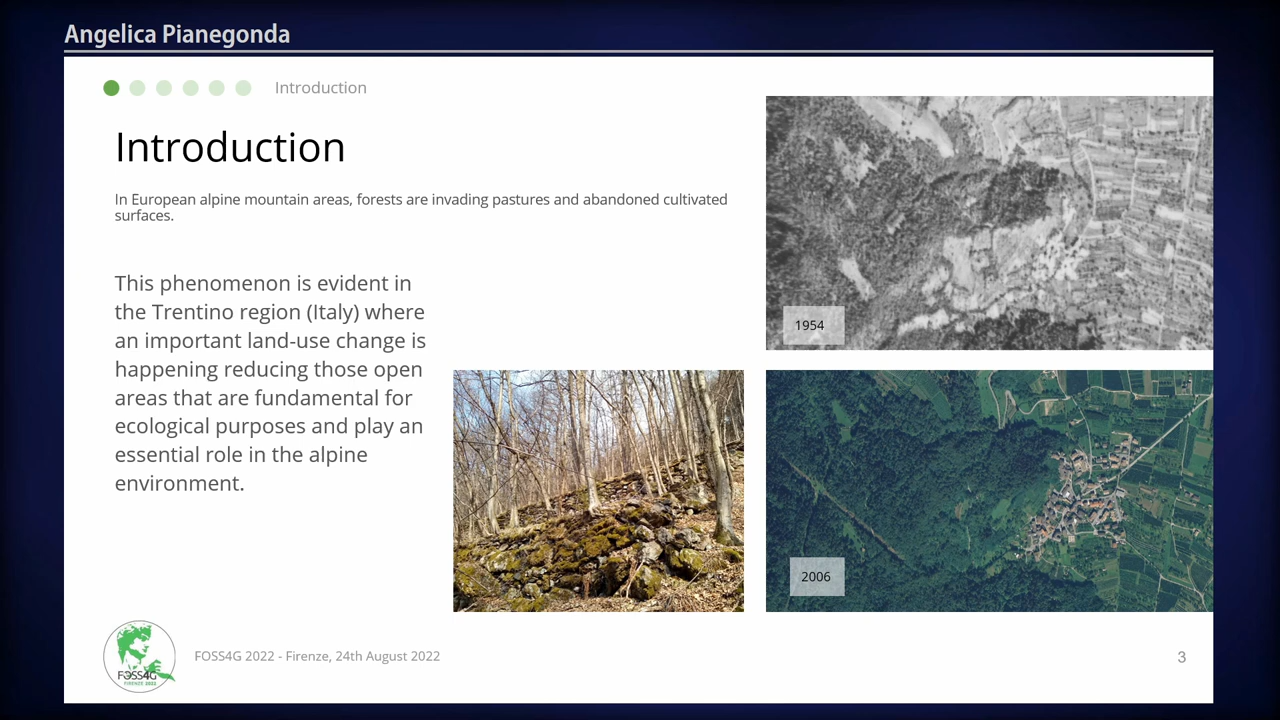 Angelica Pianegonda
Introduction
Introduction
In European alpine mountain areas, forests are invading pastures and abandoned cultivated
surfaces.
This phenomenon is evident in
the Trentino region (Italy) where
an important land-use change is
happening reducing those open
areas that are fundamental for
ecological purposes and play an
essential role in the alpine
environment.
1954
2006
FOSS4G
FIRENZE 2022
FOSS4G 2022 - Firenze, 24th August 2022
3